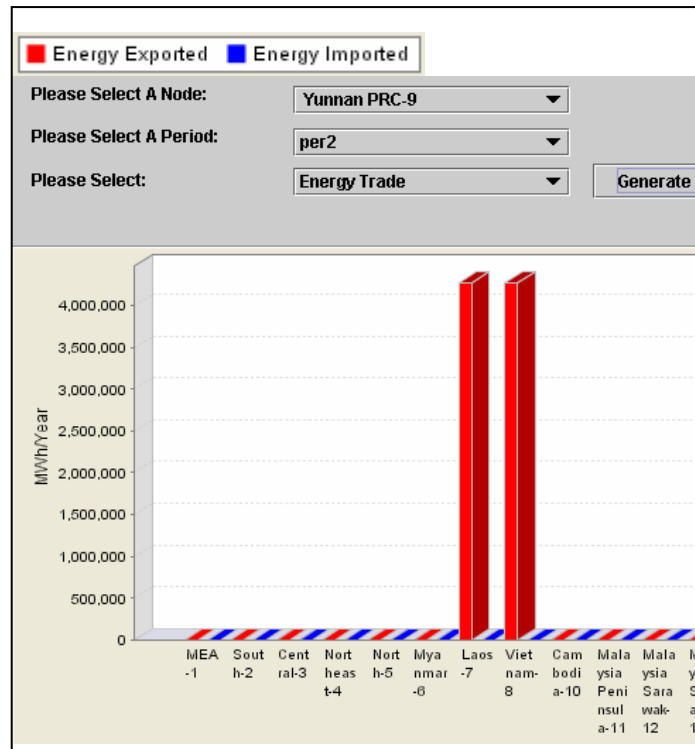 Energy Exported Energy Imported
Please Select A Node: Yunnan PRC-9
Please Select A Period: per2
Please Select: Energy Trade Generate
MWh/Year
4,000,000
3,500,000
3,000,000
2,500,000
2,000,000
1,500,000
1,000,000
500,000
0
MEA
-1
Sout
h-2
Cent
ral-3
Nort
heas
t-4
Nort
h-5
Mya
nmar
-6
Laos
-7
Viet
nam-
8
Cam
bodi
a-10
Mala
ysia
Peni
nsul
a-11
Mala
ysia
Sara
wak-
12